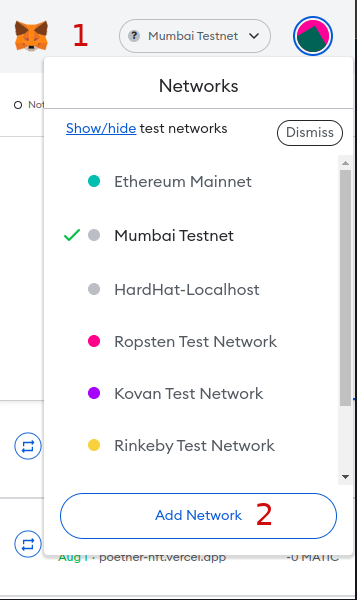 1
Mumbai Testnet
Not
Networks
Show/hide test networks
Dismiss
Ethereum Mainnet
Mumbai Testnet
HardHat-Localhost
Ropsten Test Network
Kovan Test Network
Rinkeby Test Network
Add Network 2
Aug 1 · poether-nft.vercel.app -0 MATIC